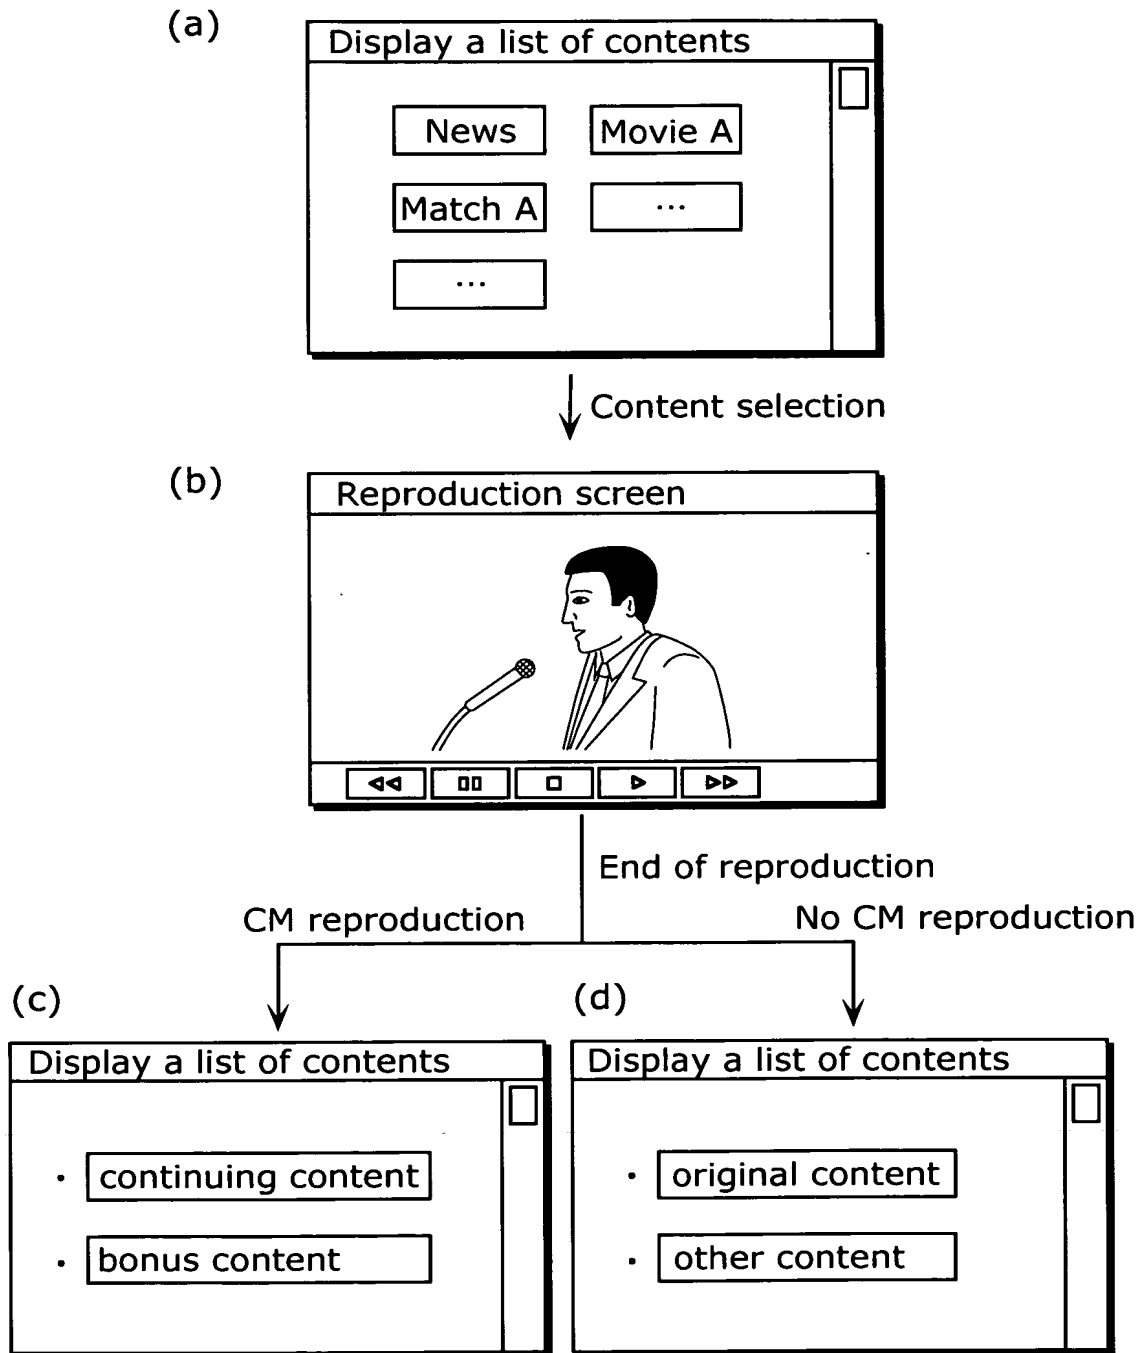 (a)
Display a list of contents
News
Movie A
Match A
...
...
Content selection
(b)
Reproduction screen
End of reproduction
CM reproduction
No CM reproduction
(c)
Display a list of contents
· continuing content
· bonus content
(d)
Display a list of contents
· original content
· other content